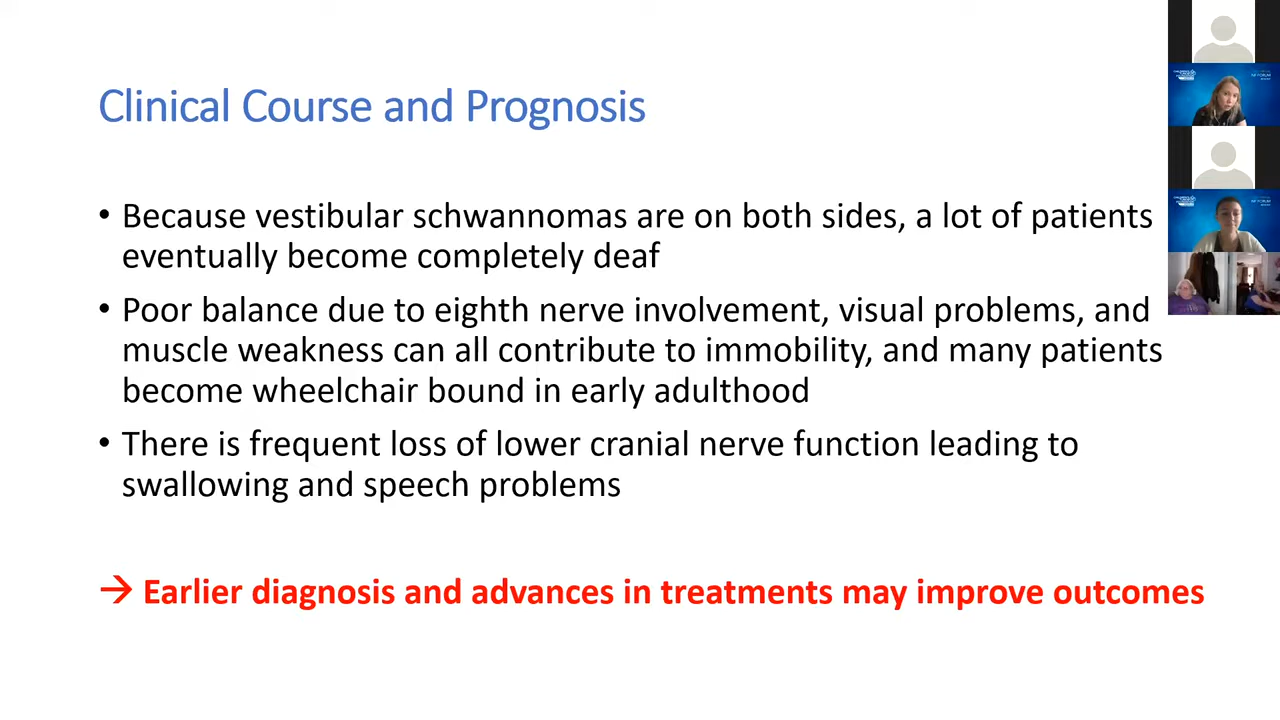 Clinical Course and Prognosis
• Because vestibular schwannomas are on both sides, a lot of patients
eventually become completely deaf
• Poor balance due to eighth nerve involvement, visual problems, and
muscle weakness can all contribute to immobility, and many patients
become wheelchair bound in early adulthood
• There is frequent loss of lower cranial nerve function leading to
swallowing and speech problems
→ Earlier diagnosis and advances in treatments may improve outcomes